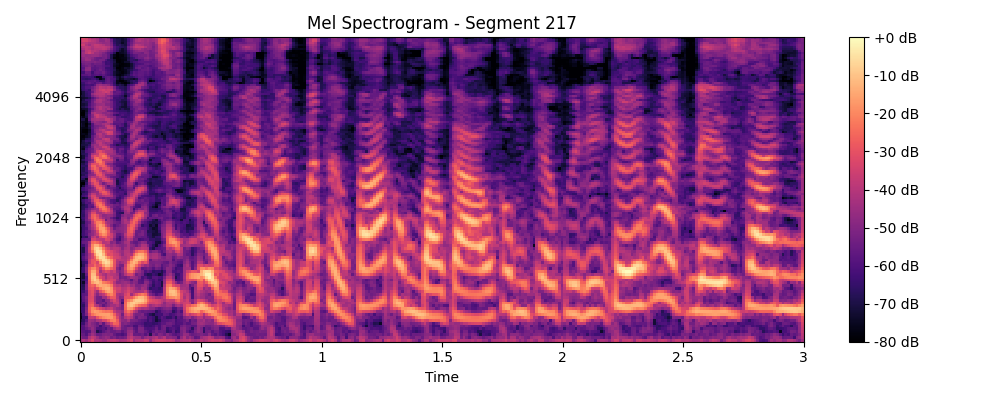 Mel Spectrogram - Segment 217
Frequency
4096
2048
1024
512
0
0
0.5
1
1.5
2
2.5
3
Time
+0 dB
-10 dB
-20 dB
-30 dB
-40 dB
-50 dB
-60 dB
-70 dB
-80 dB